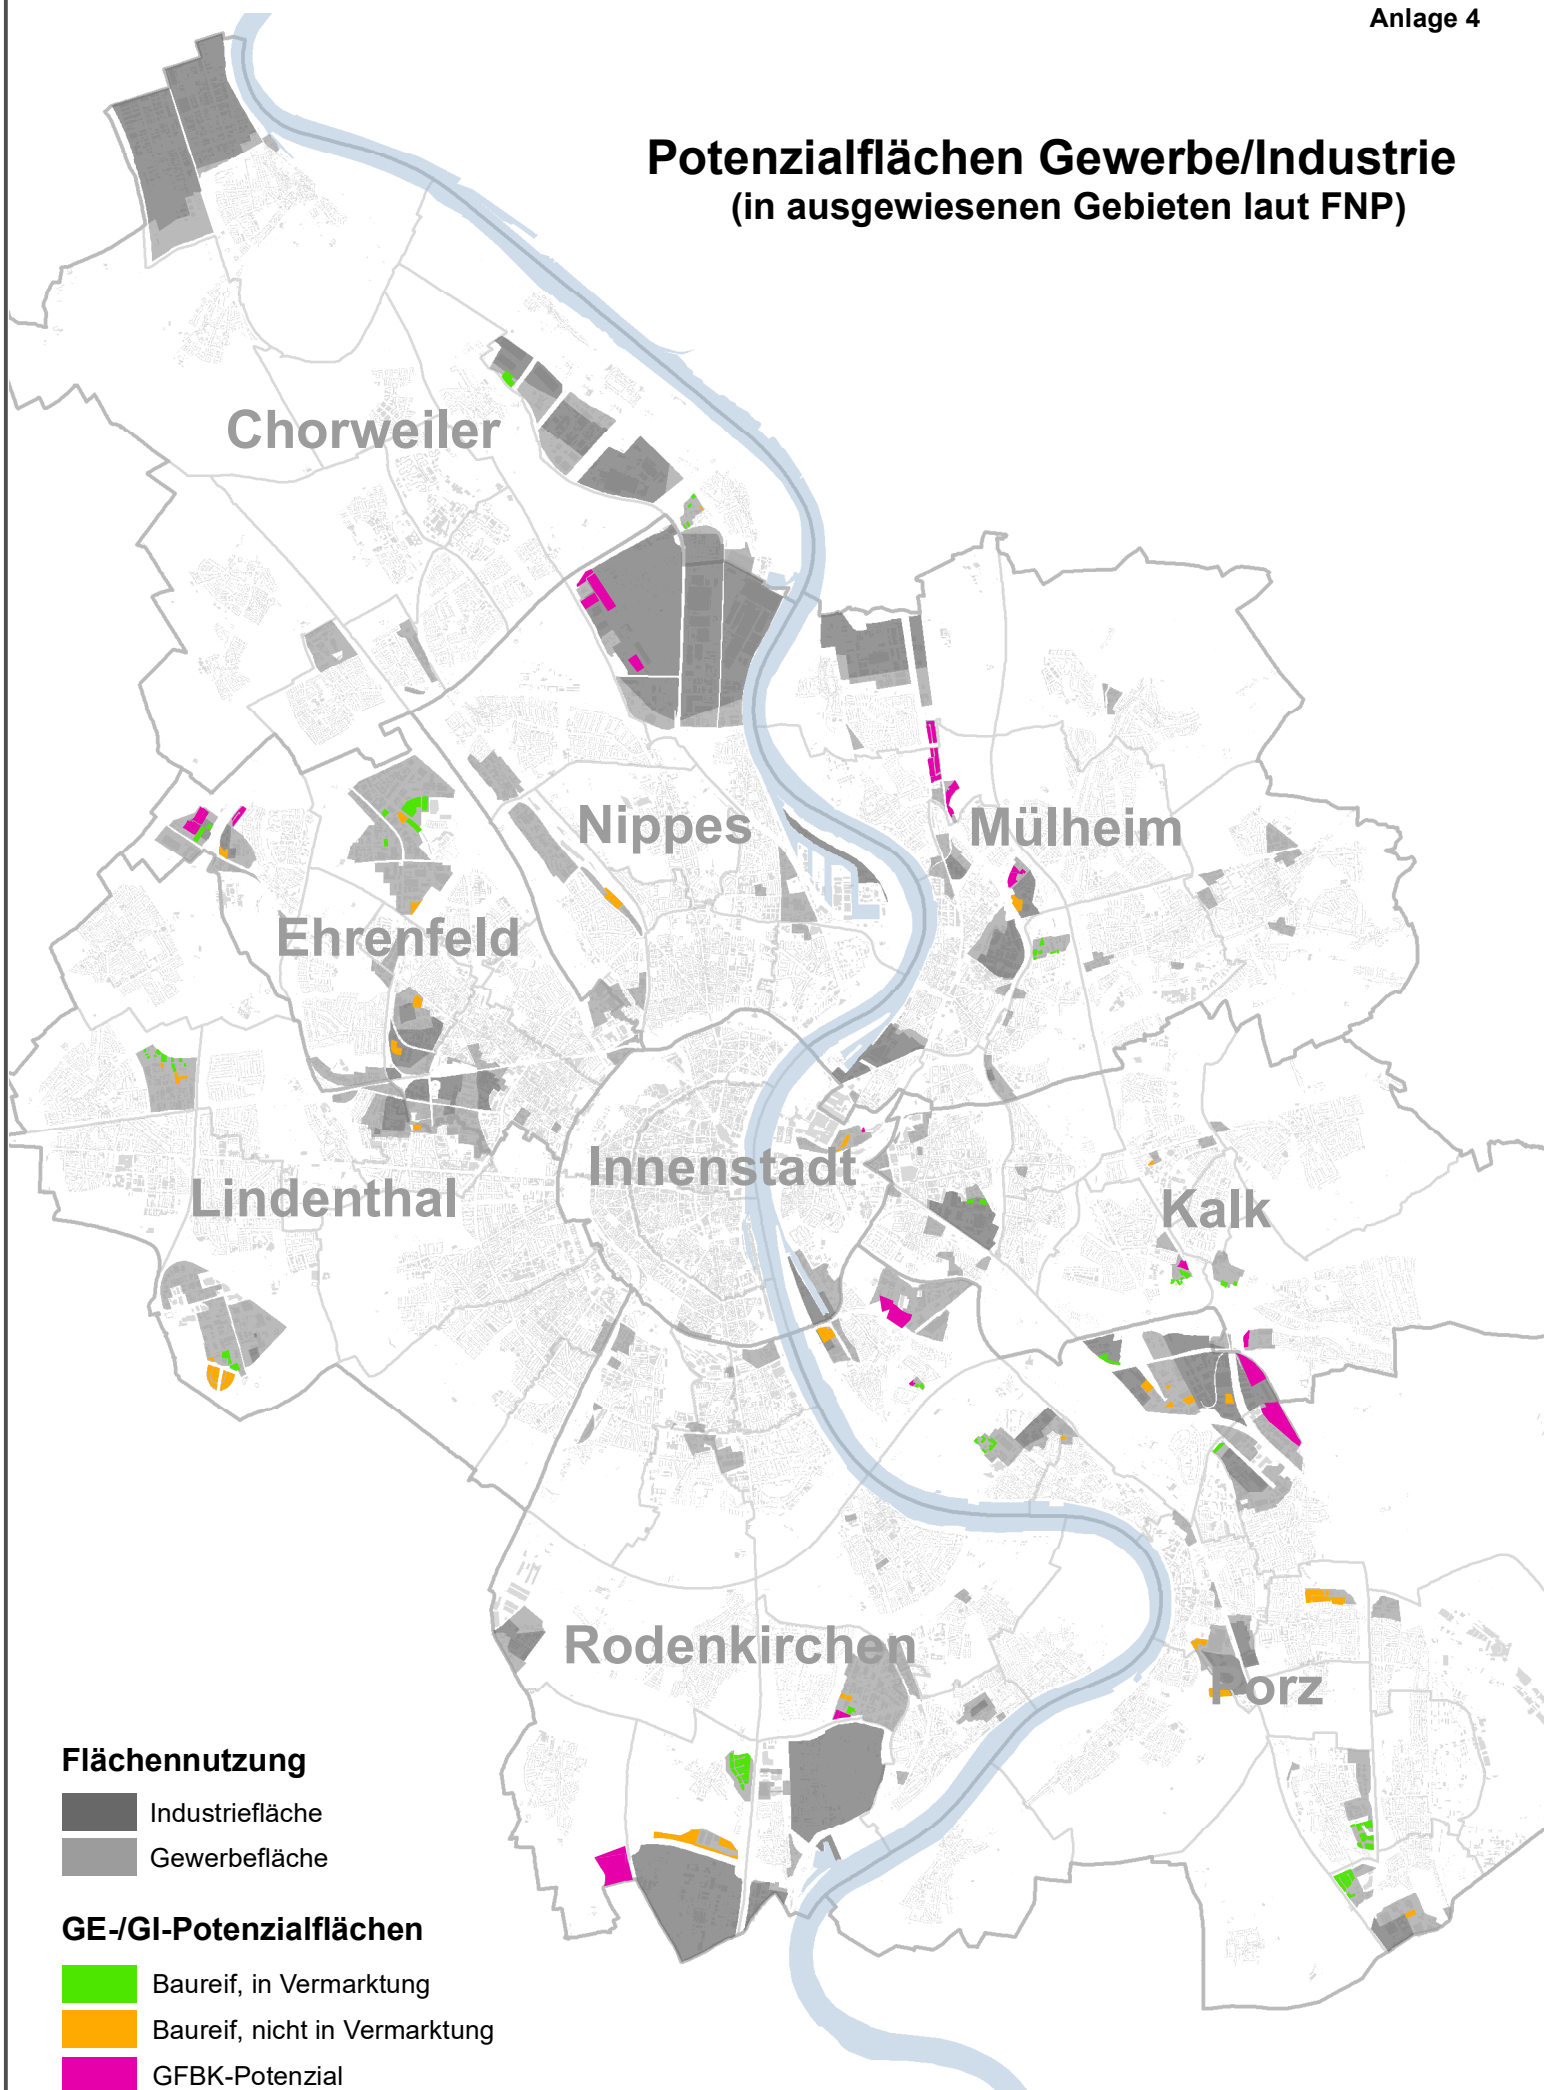 Anlage 4
Potenzialflächen Gewerbe/Industrie
(in ausgewiesenen Gebieten laut FNP)
Chorweiler
Nippes
Mülheim
Ehrenfeld
Innenstadt
Lindenthal
Kalk
Rodenkirchen
Porz
Flächennutzung
Industriefläche
Gewerbefläche
GE-/GI-Potenzialflächen
Baureif, in Vermarktung
Baureif, nicht in Vermarktung
GFBK-Potenzial